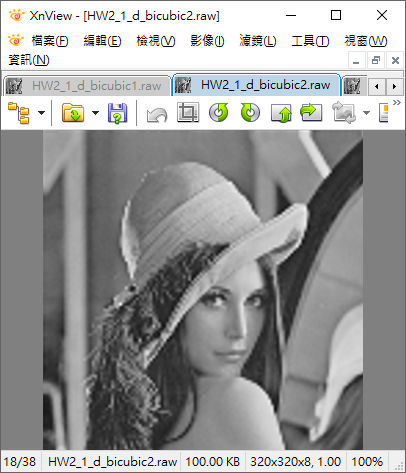 XnView - [HW2_1_d_bicubic2.raw]
檔案(F) 編輯(E) 檢視(V) 影像(I) 濾鏡(L) 工具(T) 視窗(W)
資訊(N)
HW2_1_d_bicubic1.raw HW2_1_d_bicubic2.raw
18/38 HW2_1_d_bicubic2.raw 100.00 KB 320x320x8, 1.00 100%